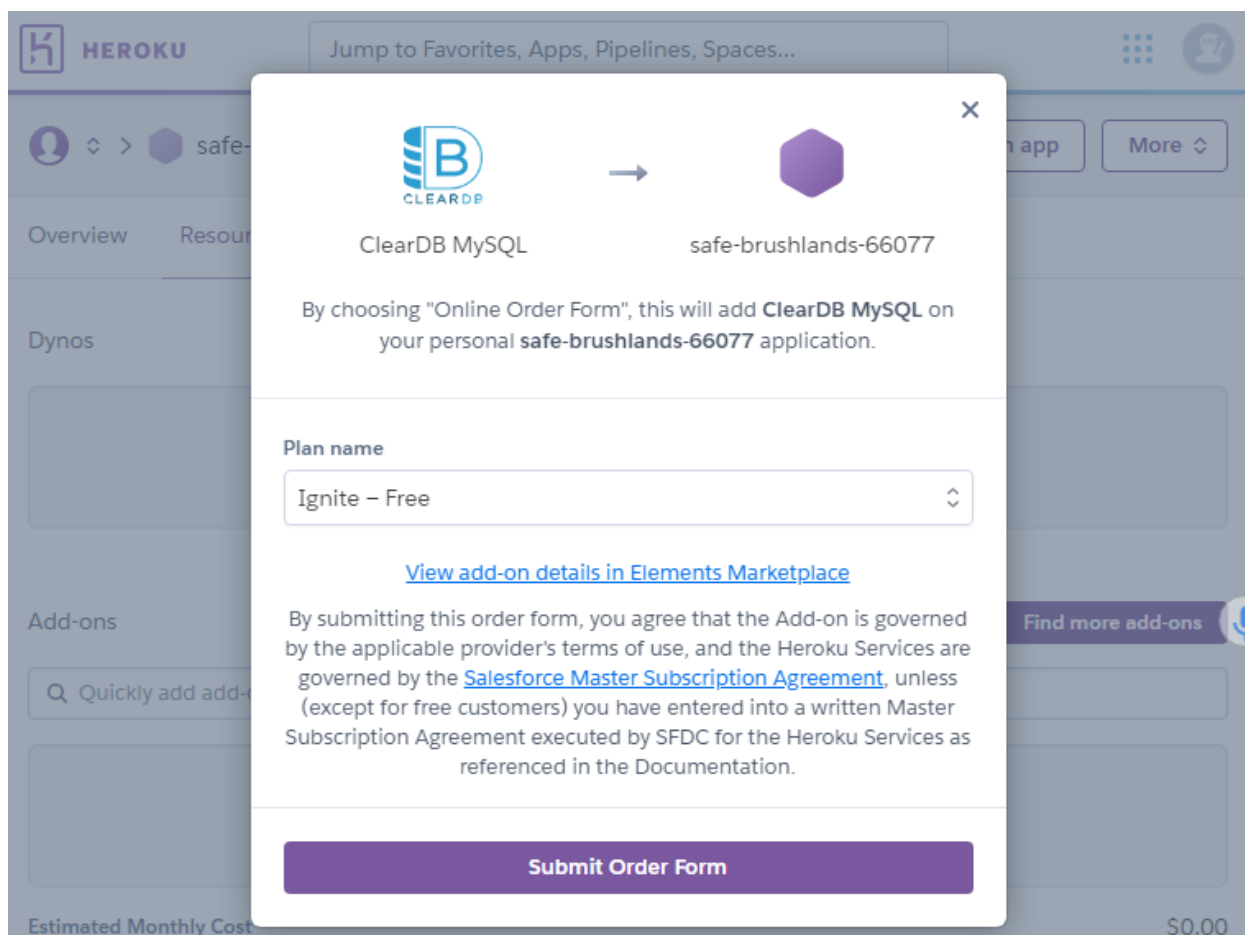 HEROKU
Jump to Favorites, Apps, Pipelines, Spaces...
safe-
app
More
Overview
CLEARDB
ClearDB MySQL
safe-brushlands-66077
By choosing "Online Order Form", this will add ClearDB MySQL on
your personal safe-brushlands-66077 application.
Dynos
Plan name
Ignite – Free
View add-on details in Elements Marketplace
By submitting this order form, you agree that the Add-on is governed
by the applicable provider's terms of use, and the Heroku Services are
governed by the Salesforce Master Subscription Agreement, unless
(except for free customers) you have entered into a written Master
Subscription Agreement executed by SFDC for the Heroku Services as
referenced in the Documentation.
Add-ons
Find more add-ons
Quickly add add-
Submit Order Form
Estimated Monthly Cost
$0.00